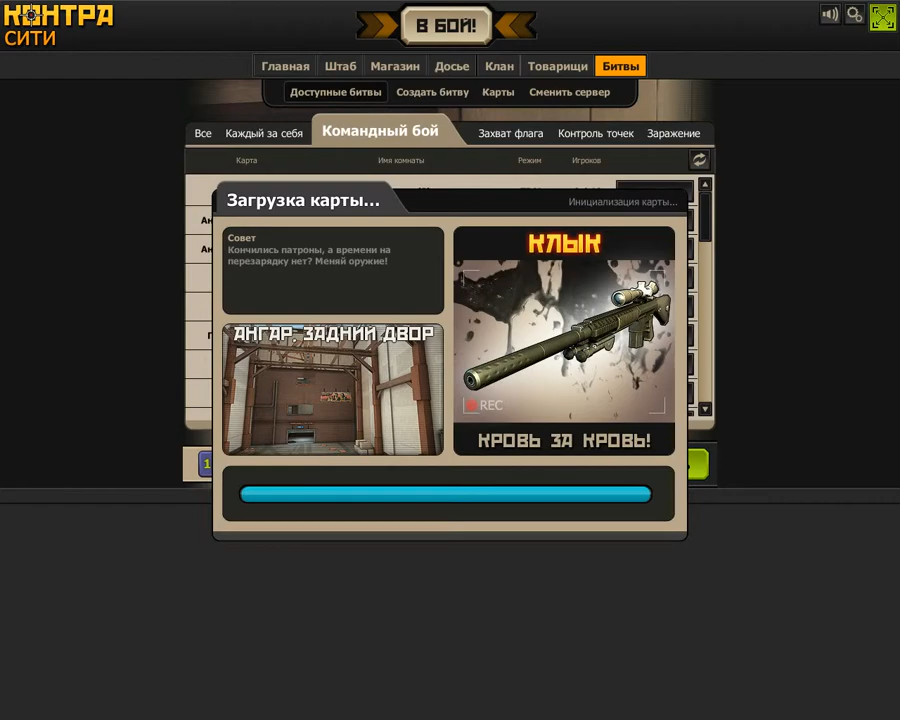 КОНТРА
СИТИ
В БОЙ!
Главная Штаб Магазин Досье Клан Товарищи Битвы
Доступные битвы Создать битву Карты Сменить сервер
Все Каждый за себя Командный бой Захват флага Контроль точек Заражение
Карта Имя комнаты Режим Игроков
Загрузка карты... Инициализация карты...
Совет
Кончились патроны, а времени на
перезарядку нет? Меняй оружие!
КЛЫК
АНГАР. ЗАДНИЙ ДВОР
REC
КРОВЬ ЗА КРОВЬ!
1